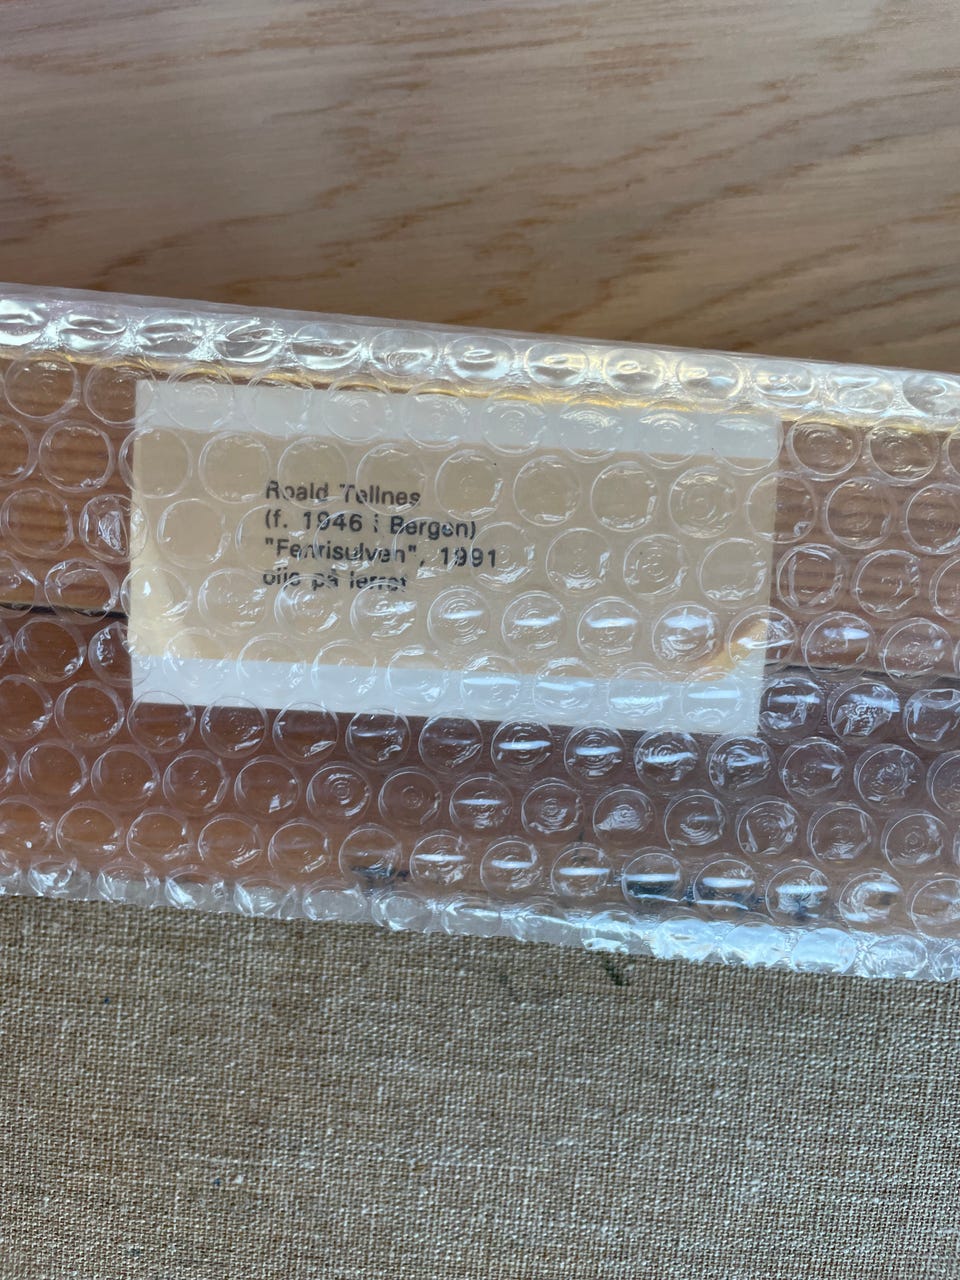 Roald Tellnes
(f. 1946 i Bergen)
"Fenrisulven", 1991
olje på lerret